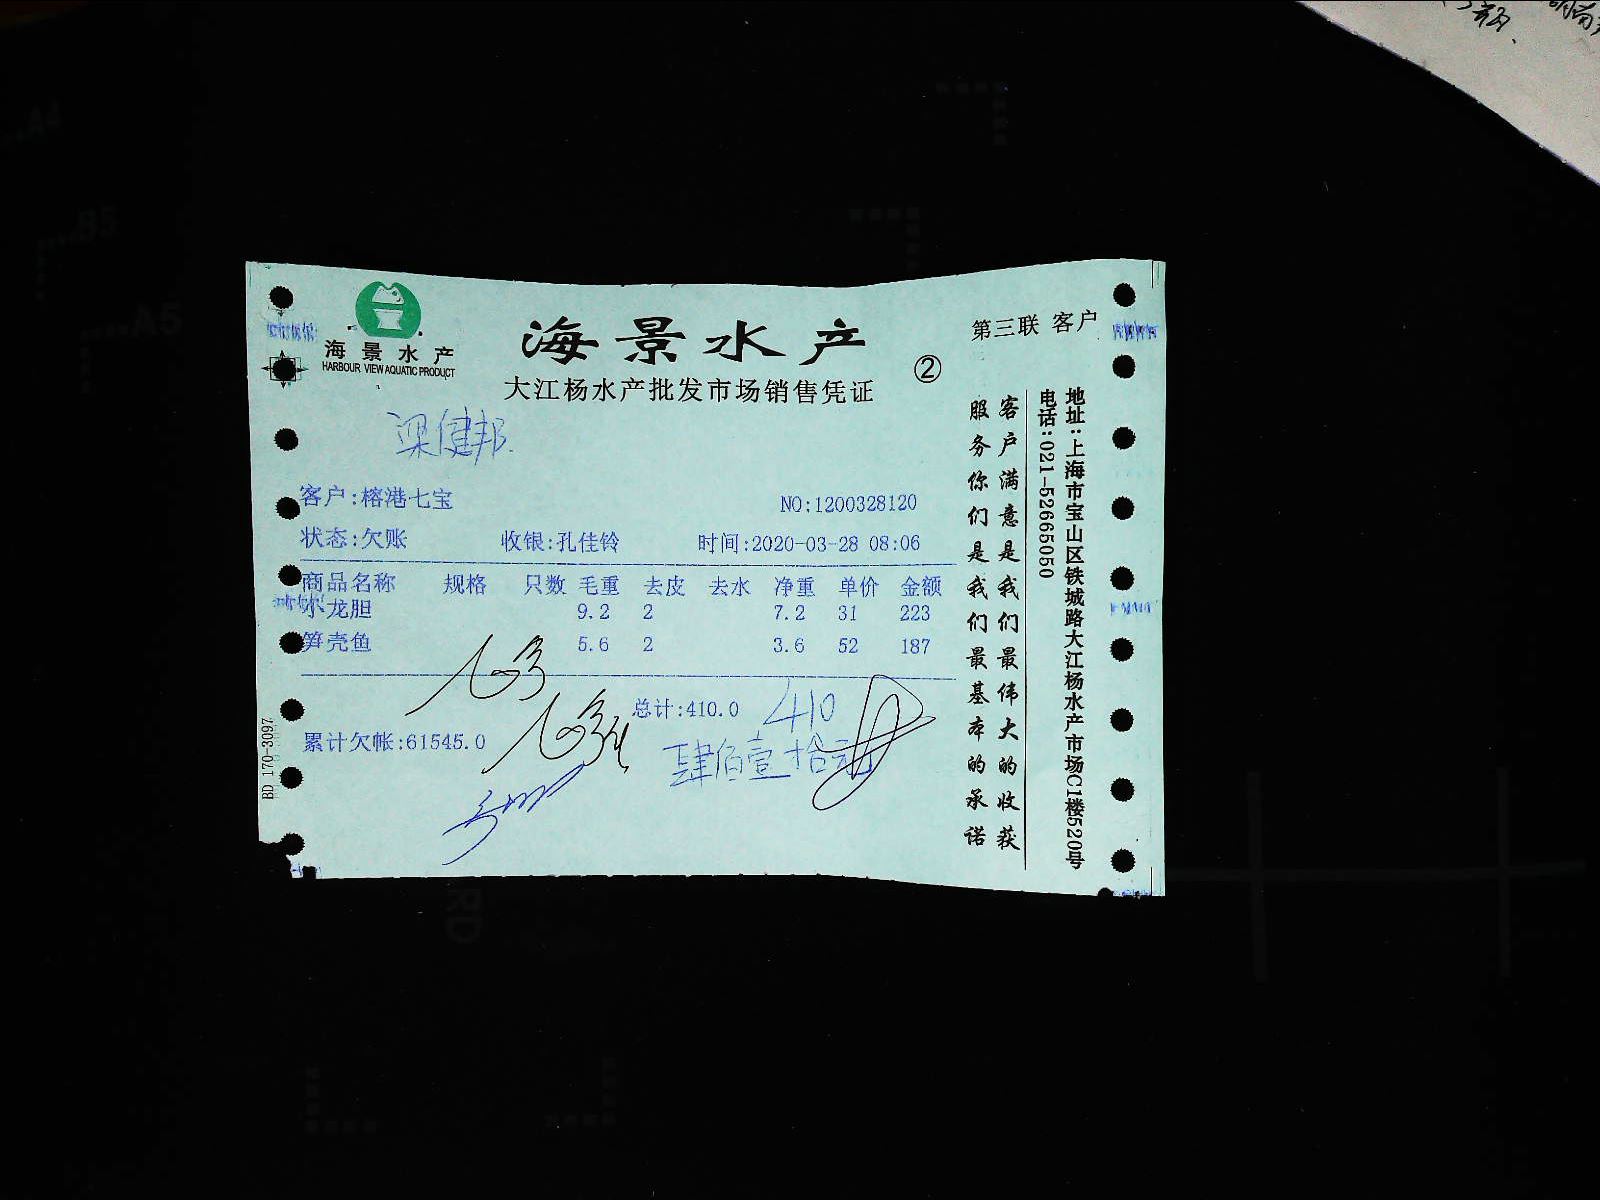 海景水产
HARBOUR VIEW AQUATIC PRODUCT
海景水产
大江杨水产批发市场销售凭证
②
第三联 客户
梁健邦
客户:榕港七宝
NO:1200328120
状态:欠账 收银:孔佳铃 时间:2020-03-28 08:06
商品名称 规格 只数 毛重 去皮 去水 净重 单价 金额
小龙胆 9.2 2 7.2 31 223
笋壳鱼 5.6 2 3.6 52 187
总计:410.0 410
累计欠帐:61545.0
肆佰壹拾元
BD 170-3097
客户满意是我们最伟大的收获
服务你们是我们最基本的承诺
地址:上海市宝山区铁城路大江杨水产市场C1楼520号
电话:021-52665050
A4
B5
A5